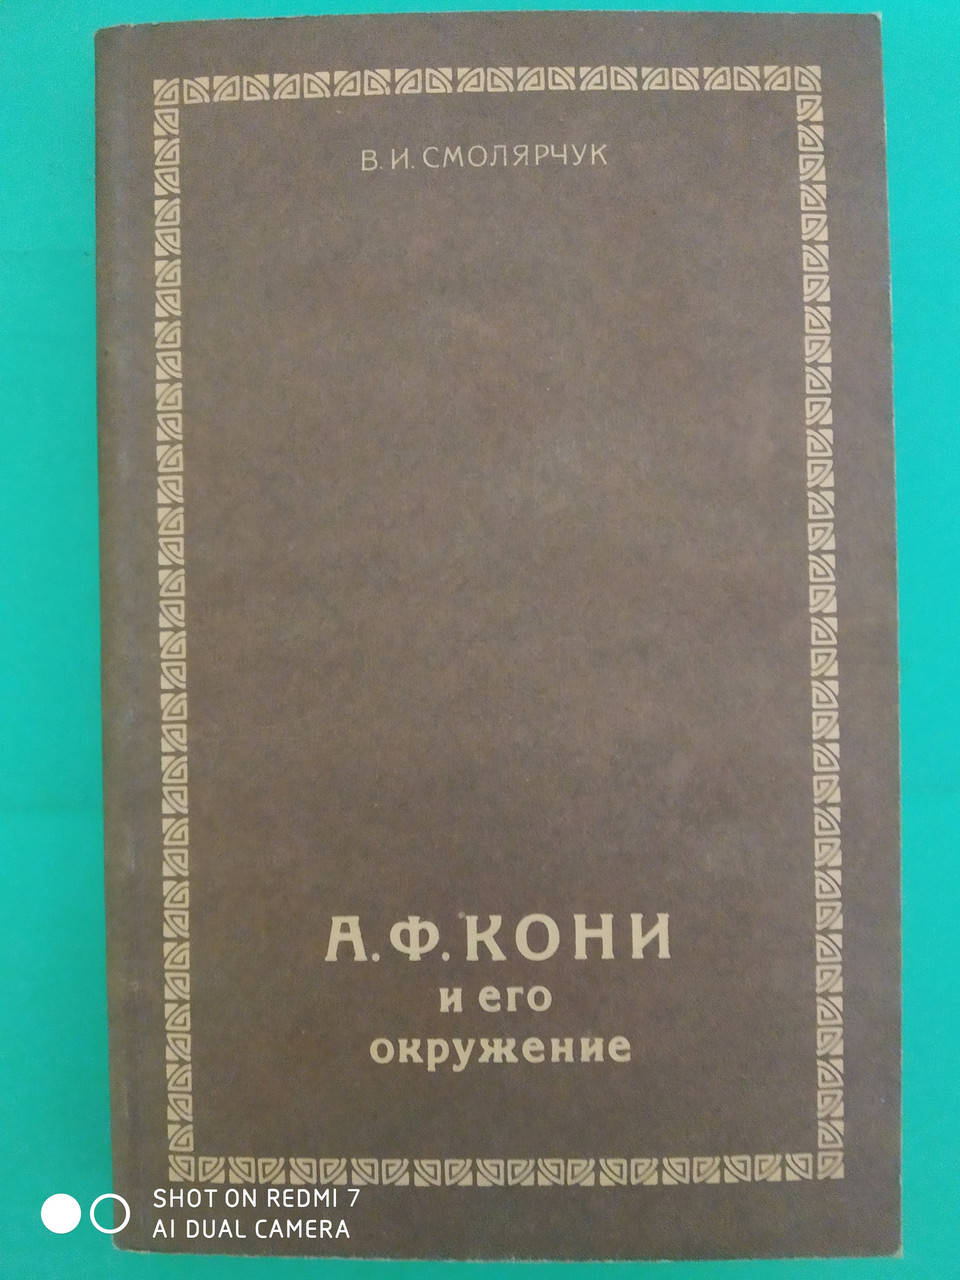 В. И. СМОЛЯРЧУК
А. Ф. КОНИ
и его
окружение
SHOT ON REDMI 7
AI DUAL CAMERA